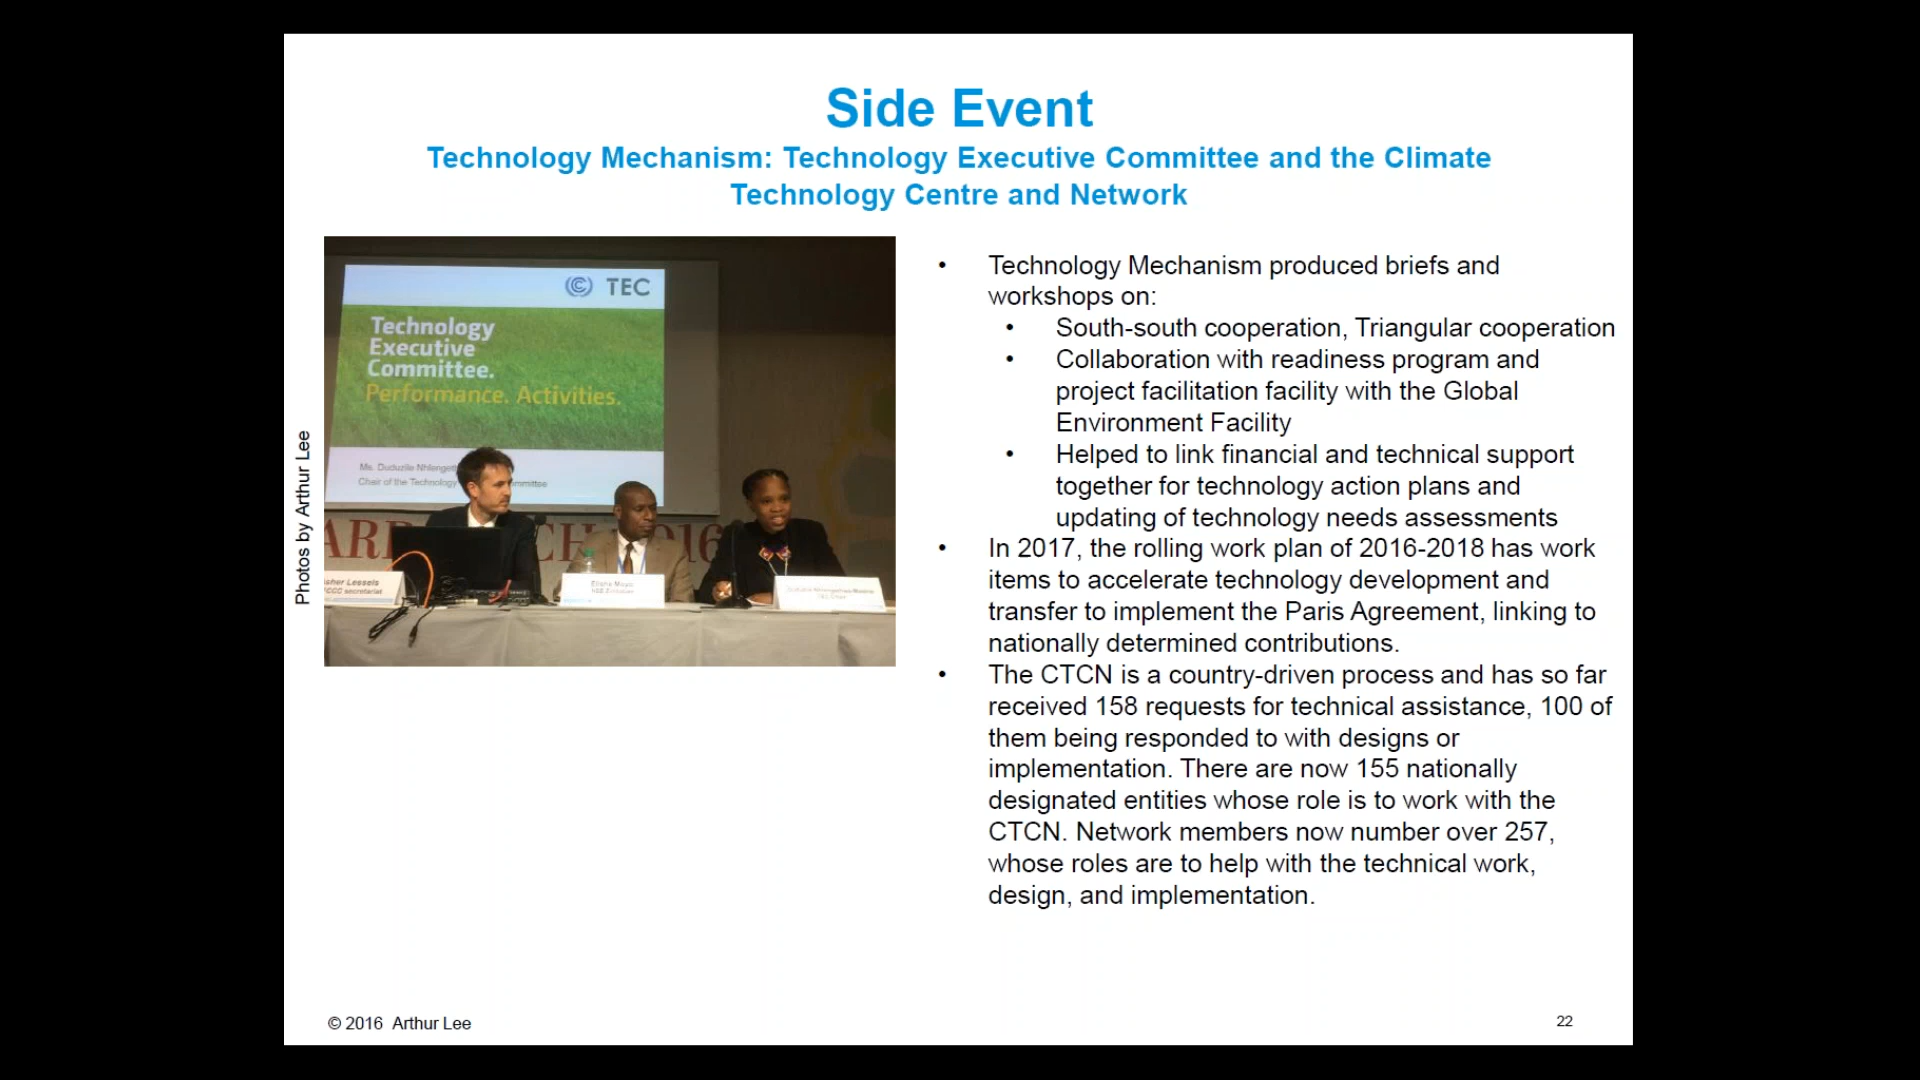 Side Event
Technology Mechanism: Technology Executive Committee and the Climate
Technology Centre and Network
TEC
Technology
Executive
Committee.
Performance. Activities.
Ms. Duduzile
Chair of the Technology
Photos by Arthur Lee
Lessels
secretariat
• Technology Mechanism produced briefs and
workshops on:
• South-south cooperation, Triangular cooperation
• Collaboration with readiness program and
project facilitation facility with the Global
Environment Facility
• Helped to link financial and technical support
together for technology action plans and
updating of technology needs assessments
• In 2017, the rolling work plan of 2016-2018 has work
items to accelerate technology development and
transfer to implement the Paris Agreement, linking to
nationally determined contributions.
• The CTCN is a country-driven process and has so far
received 158 requests for technical assistance, 100 of
them being responded to with designs or
implementation. There are now 155 nationally
designated entities whose role is to work with the
CTCN. Network members now number over 257,
whose roles are to help with the technical work,
design, and implementation.
© 2016 Arthur Lee
22